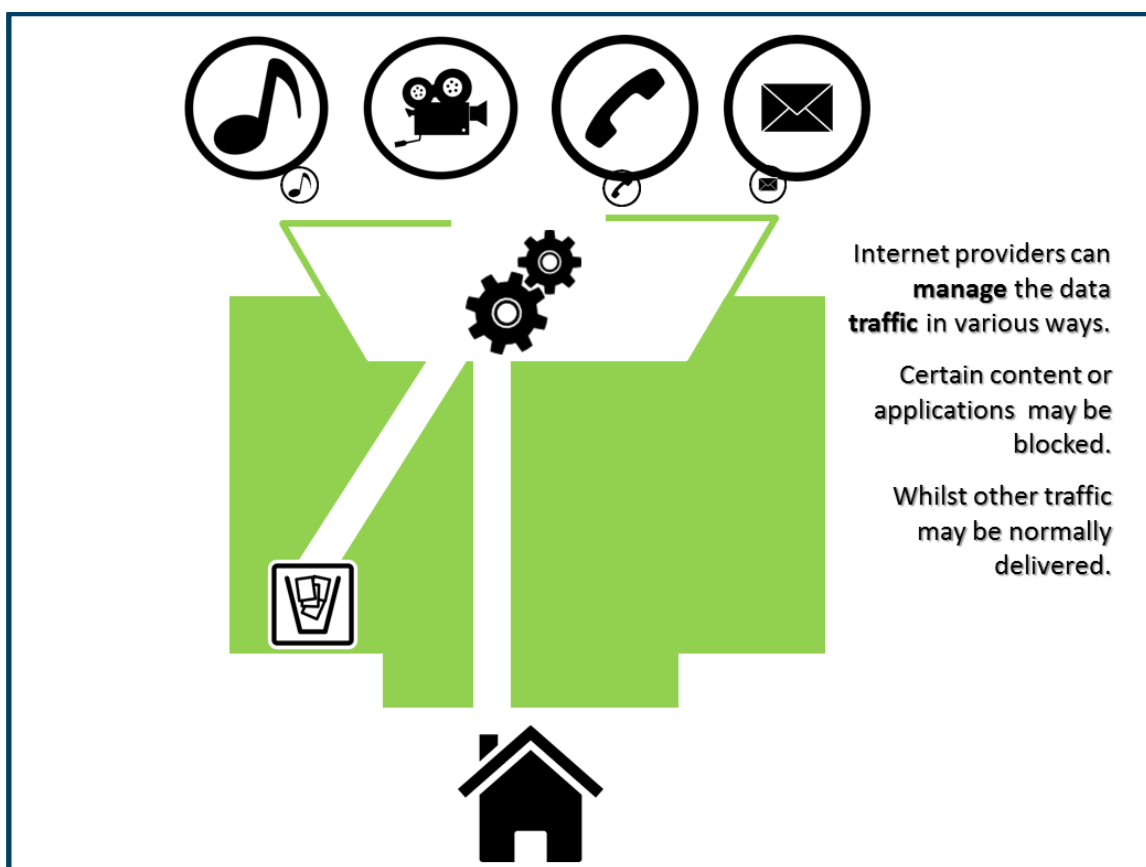 Internet providers can
manage the data
traffic in various ways.
Certain content or
applications  may be
blocked.
Whilst other traffic
may be normally
delivered.